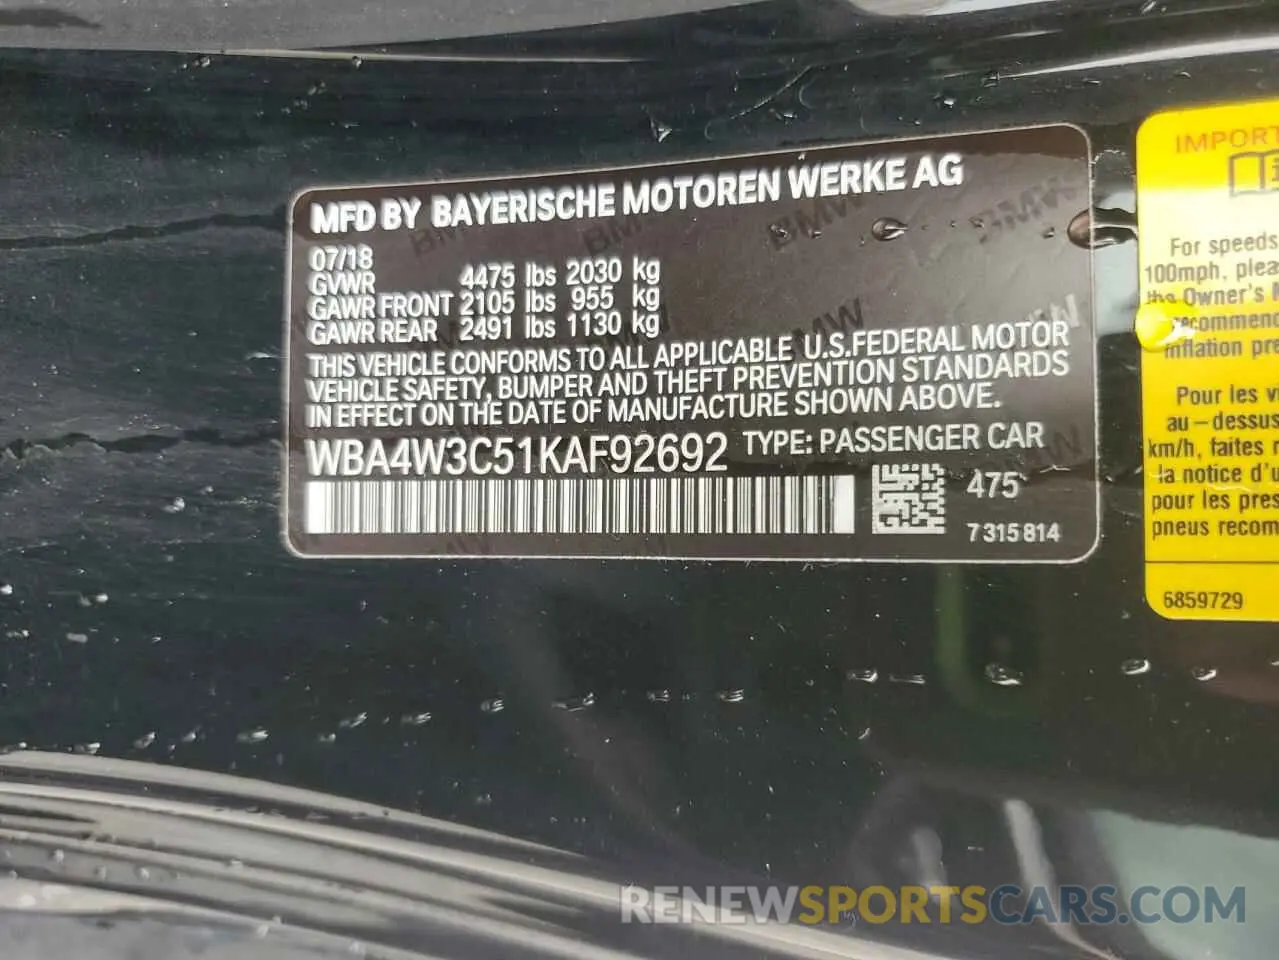 MFD BY BAYERISCHE MOTOREN WERKE AG
07/18
GVWR 4475 lbs 2030 kg
GAWR FRONT 2105 lbs 955 kg
GAWR REAR 2491 lbs 1130 kg
THIS VEHICLE CONFORMS TO ALL APPLICABLE U.S.FEDERAL MOTOR
VEHICLE SAFETY, BUMPER AND THEFT PREVENTION STANDARDS
IN EFFECT ON THE DATE OF MANUFACTURE SHOWN ABOVE.
WBA4W3C51KAF92692 TYPE: PASSENGER CAR
475
7315814
IMPORT
For speeds
100mph, plea
the Owner's
recommen
inflation pre
Pour les v
au-dessus
km/h, faites
la notice d'u
pour les pres
pneus recom
6859729
RENEWSPORTSCARS.COM